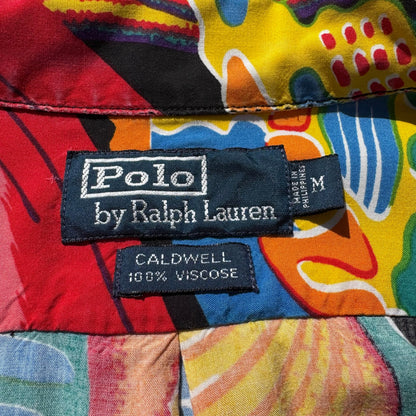 Polo
by Ralph Lauren
MADE IN
PHILIPPINES
M
CALDWELL
100% VISCOSE